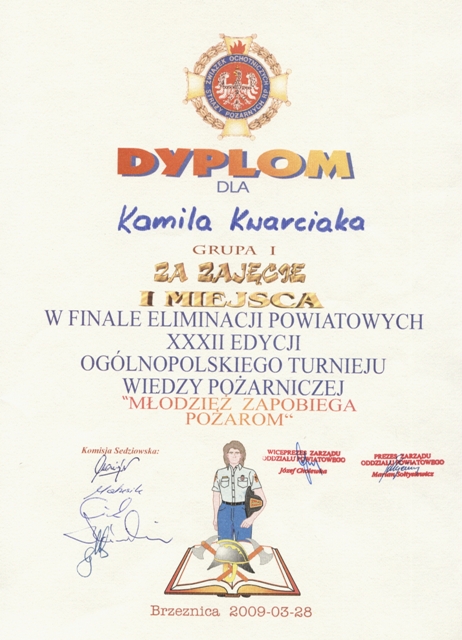 ZWIĄZEK OCHOTNICZYCH
STRAŻY POŻARNYCH RP
DYPLOM
DLA
Kamila Kwarciaka
GRUPA I
ZA ZAJĘCIE
I MIEJSCA
W FINALE ELIMINACJI POWIATOWYCH
XXXII EDYCJI
OGÓLNOPOLSKIEGO TURNIEJU
WIEDZY POŻARNICZEJ
"MŁODZIEŻ ZAPOBIEGA
POŻAROM"
Komisja Sędziowska:
WICEPREZES ZARZĄDU
ODDZIAŁU POWIATOWEGO
Józef
PREZES ZARZĄDU
ODDZIAŁU POWIATOWEGO
Marian
Brzeznica 2009-03-28